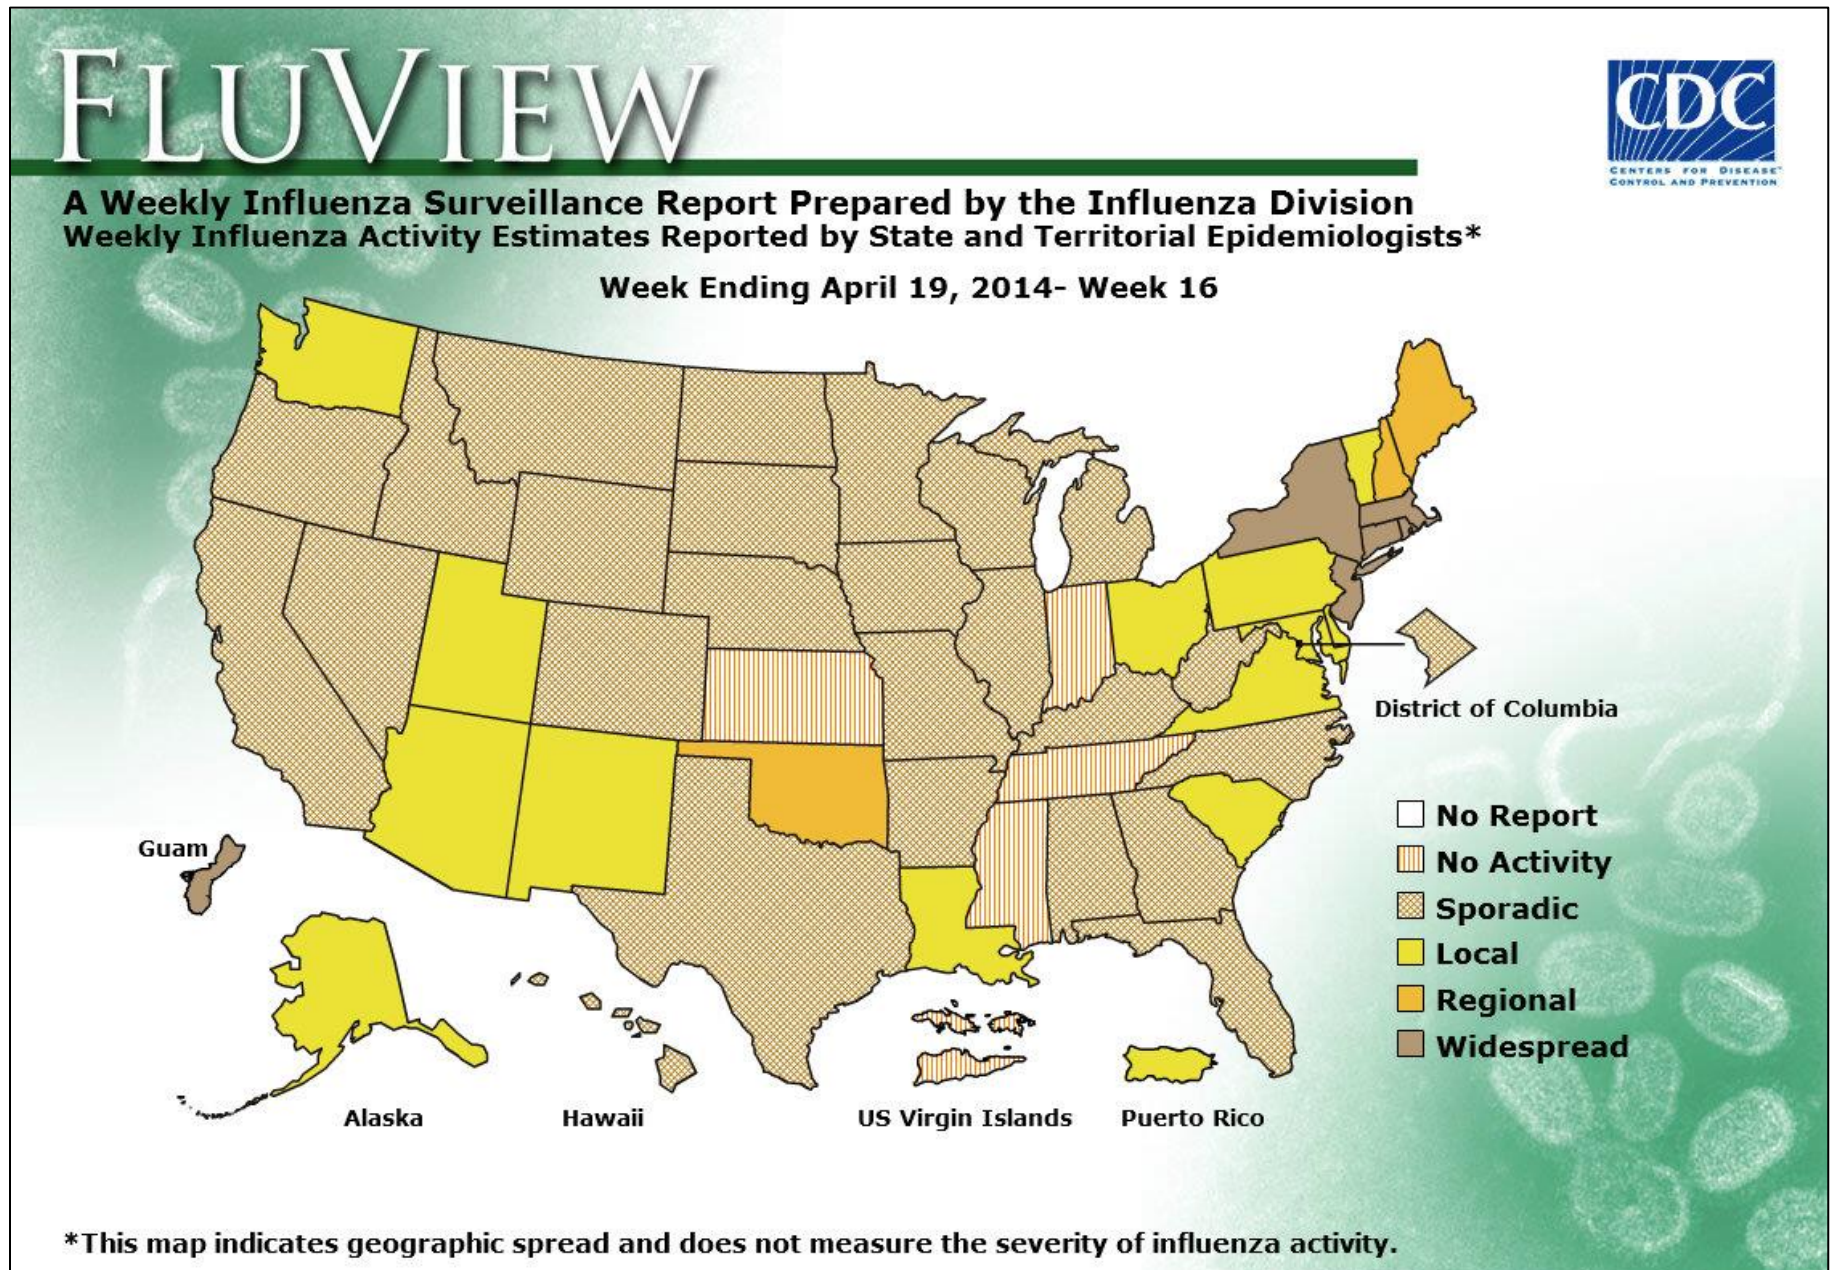 FLUVIEW
CDC
CENTERS FOR DISEASE™
CONTROL AND PREVENTION
A Weekly Influenza Surveillance Report Prepared by the Influenza Division
Weekly Influenza Activity Estimates Reported by State and Territorial Epidemiologists*
Week Ending April 19, 2014- Week 16
District of Columbia
No Report
No Activity
Sporadic
Local
Regional
Widespread
Guam
Alaska
Hawaii
US Virgin Islands
Puerto Rico
*This map indicates geographic spread and does not measure the severity of influenza activity.